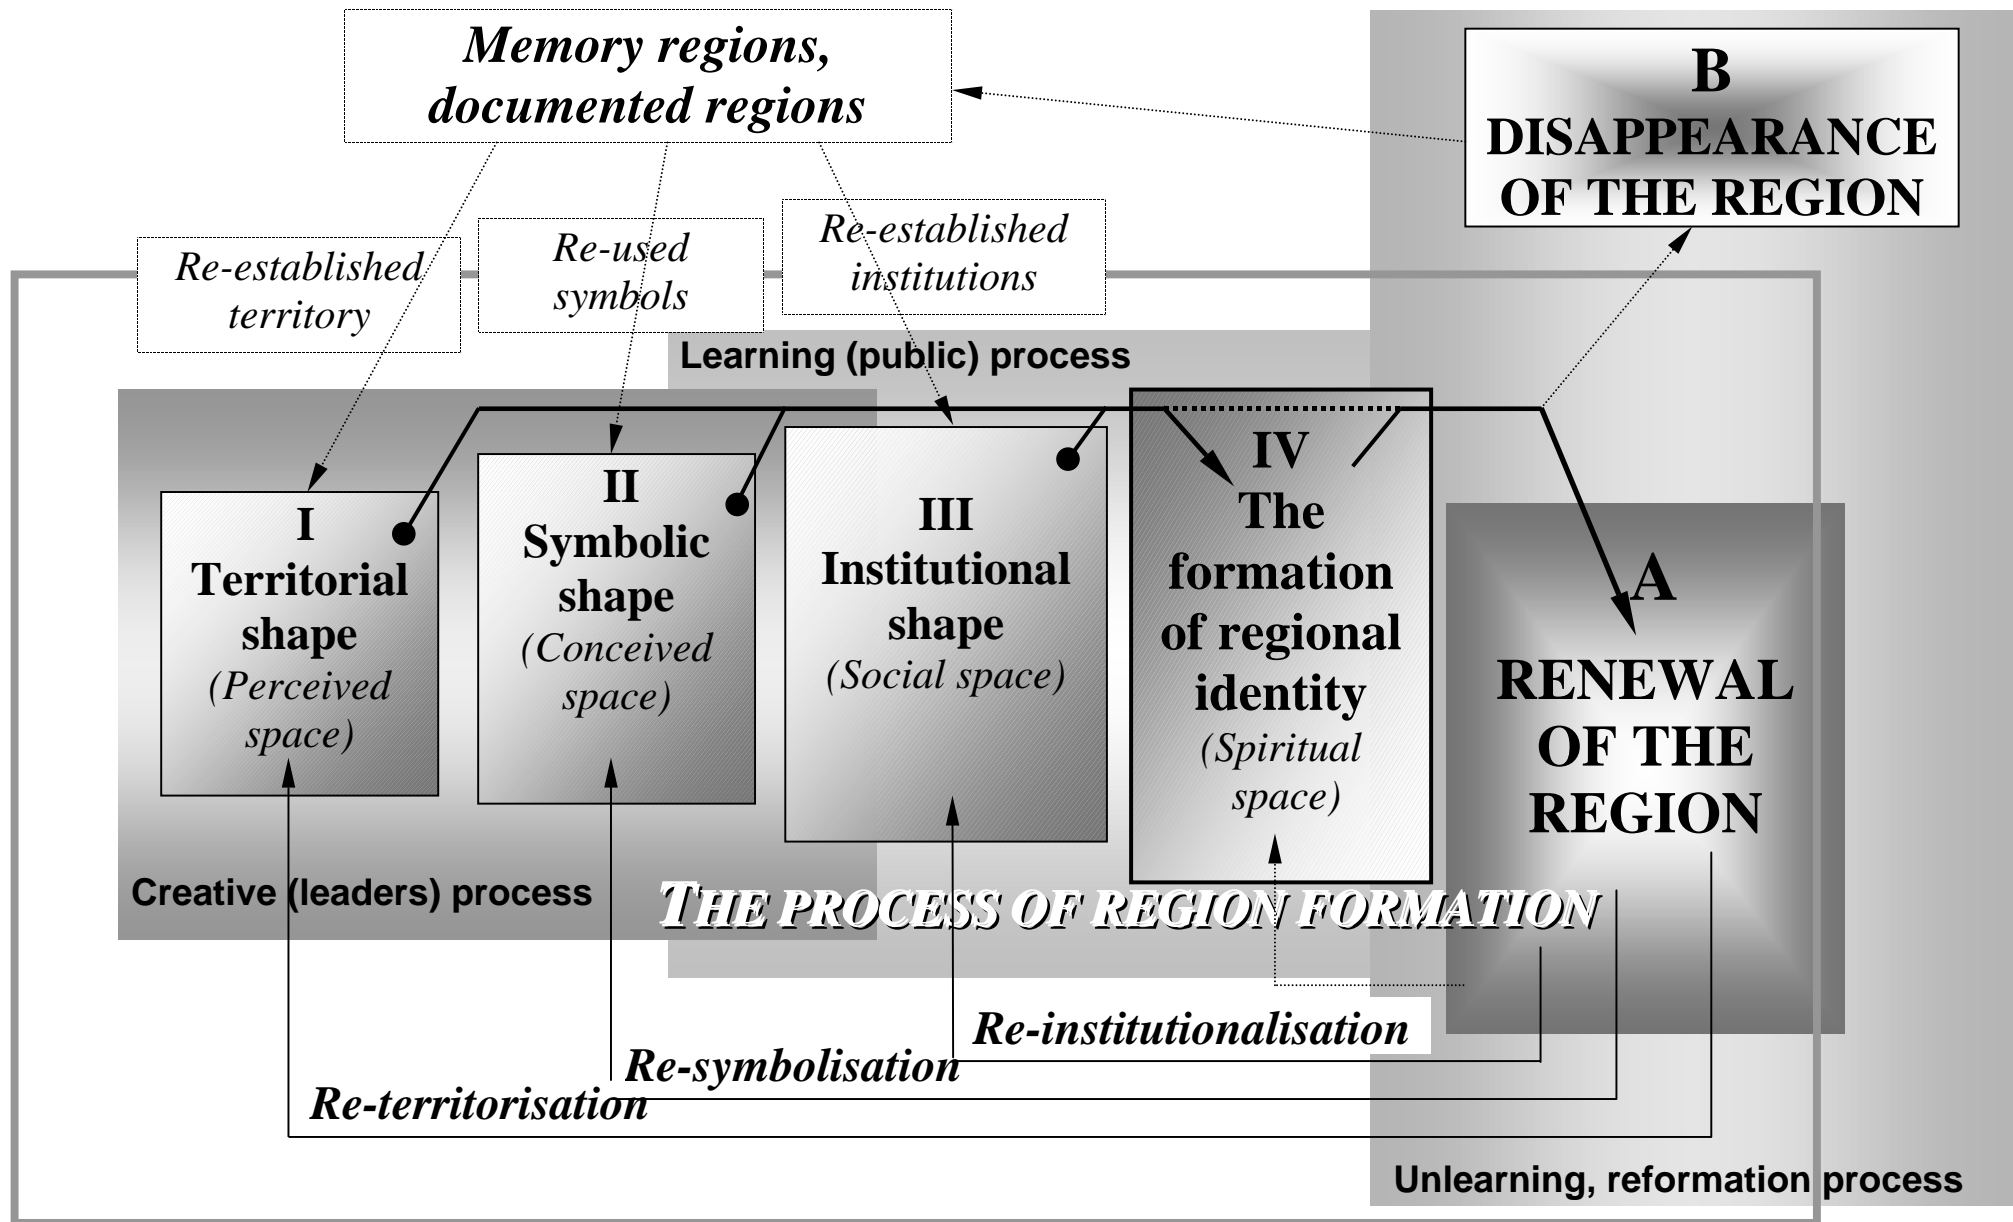 Memory regions,
documented regions
B
DISAPPEARANCE
OF THE REGION
Re-established
territory
Re-used
symbols
Re-established
institutions
Learning (public) process
I
Territorial
shape
(Perceived
space)
II
Symbolic
shape
(Conceived
space)
III
Institutional
shape
(Social space)
IV
The
formation
of regional
identity
(Spiritual
space)
A
RENEWAL
OF THE
REGION
Creative (leaders) process
THE PROCESS OF REGION FORMATION
Re-institutionalisation
Re-symbolisation
Re-territorisation
Unlearning, reformation process